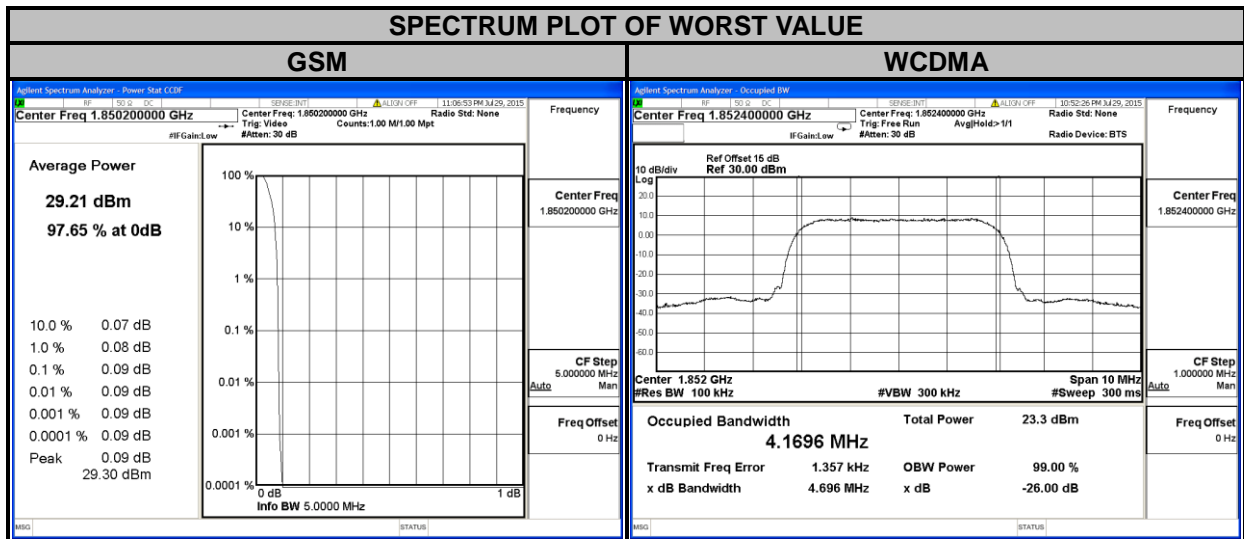 SPECTRUM PLOT OF WORST VALUE
GSM
WCDMA
Agilent Spectrum Analyzer - Power Stat CCDF
RF 50 Ω DC SENSE:INT ALIGN OFF 11:06:53 PM Jul 29, 2015
Center Freq 1.850200000 GHz
Center Freq: 1.850200000 GHz Radio Std: None
Trig: Video Counts:1.00 M/1.00 Mpt
#IFGain:Low #Atten: 30 dB
Frequency
Average Power
29.21 dBm
97.65 % at 0dB
10.0 % 0.07 dB
1.0 % 0.08 dB
0.1 % 0.09 dB
0.01 % 0.09 dB
0.001 % 0.09 dB
0.0001 % 0.09 dB
Peak 0.09 dB
29.30 dBm
100 %
10 %
1 %
0.1 %
0.01 %
0.001 %
0.0001 %
0 dB 1 dB
Info BW 5.0000 MHz
Center Freq
1.850200000 GHz
CF Step
5.000000 MHz
Auto Man
Freq Offset
0 Hz
MSG STATUS
Agilent Spectrum Analyzer - Occupied BW
RF 50 Ω DC SENSE:INT ALIGN OFF 10:52:26 PM Jul 29, 2015
Center Freq 1.852400000 GHz
Center Freq: 1.852400000 GHz Radio Std: None
Trig: Free Run Avg|Hold:>1/1
IFGain:Low #Atten: 30 dB Radio Device: BTS
Frequency
Ref Offset 15 dB
10 dB/div Ref 30.00 dBm
Log
20.0
10.0
0.00
-10.0
-20.0
-30.0
-40.0
-50.0
-60.0
Center 1.852 GHz Span 10 MHz
#Res BW 100 kHz #VBW 300 kHz #Sweep 300 ms
Occupied Bandwidth Total Power 23.3 dBm
4.1696 MHz
Transmit Freq Error 1.357 kHz OBW Power 99.00 %
x dB Bandwidth 4.696 MHz x dB -26.00 dB
Center Freq
1.852400000 GHz
CF Step
1.000000 MHz
Auto Man
Freq Offset
0 Hz
MSG STATUS